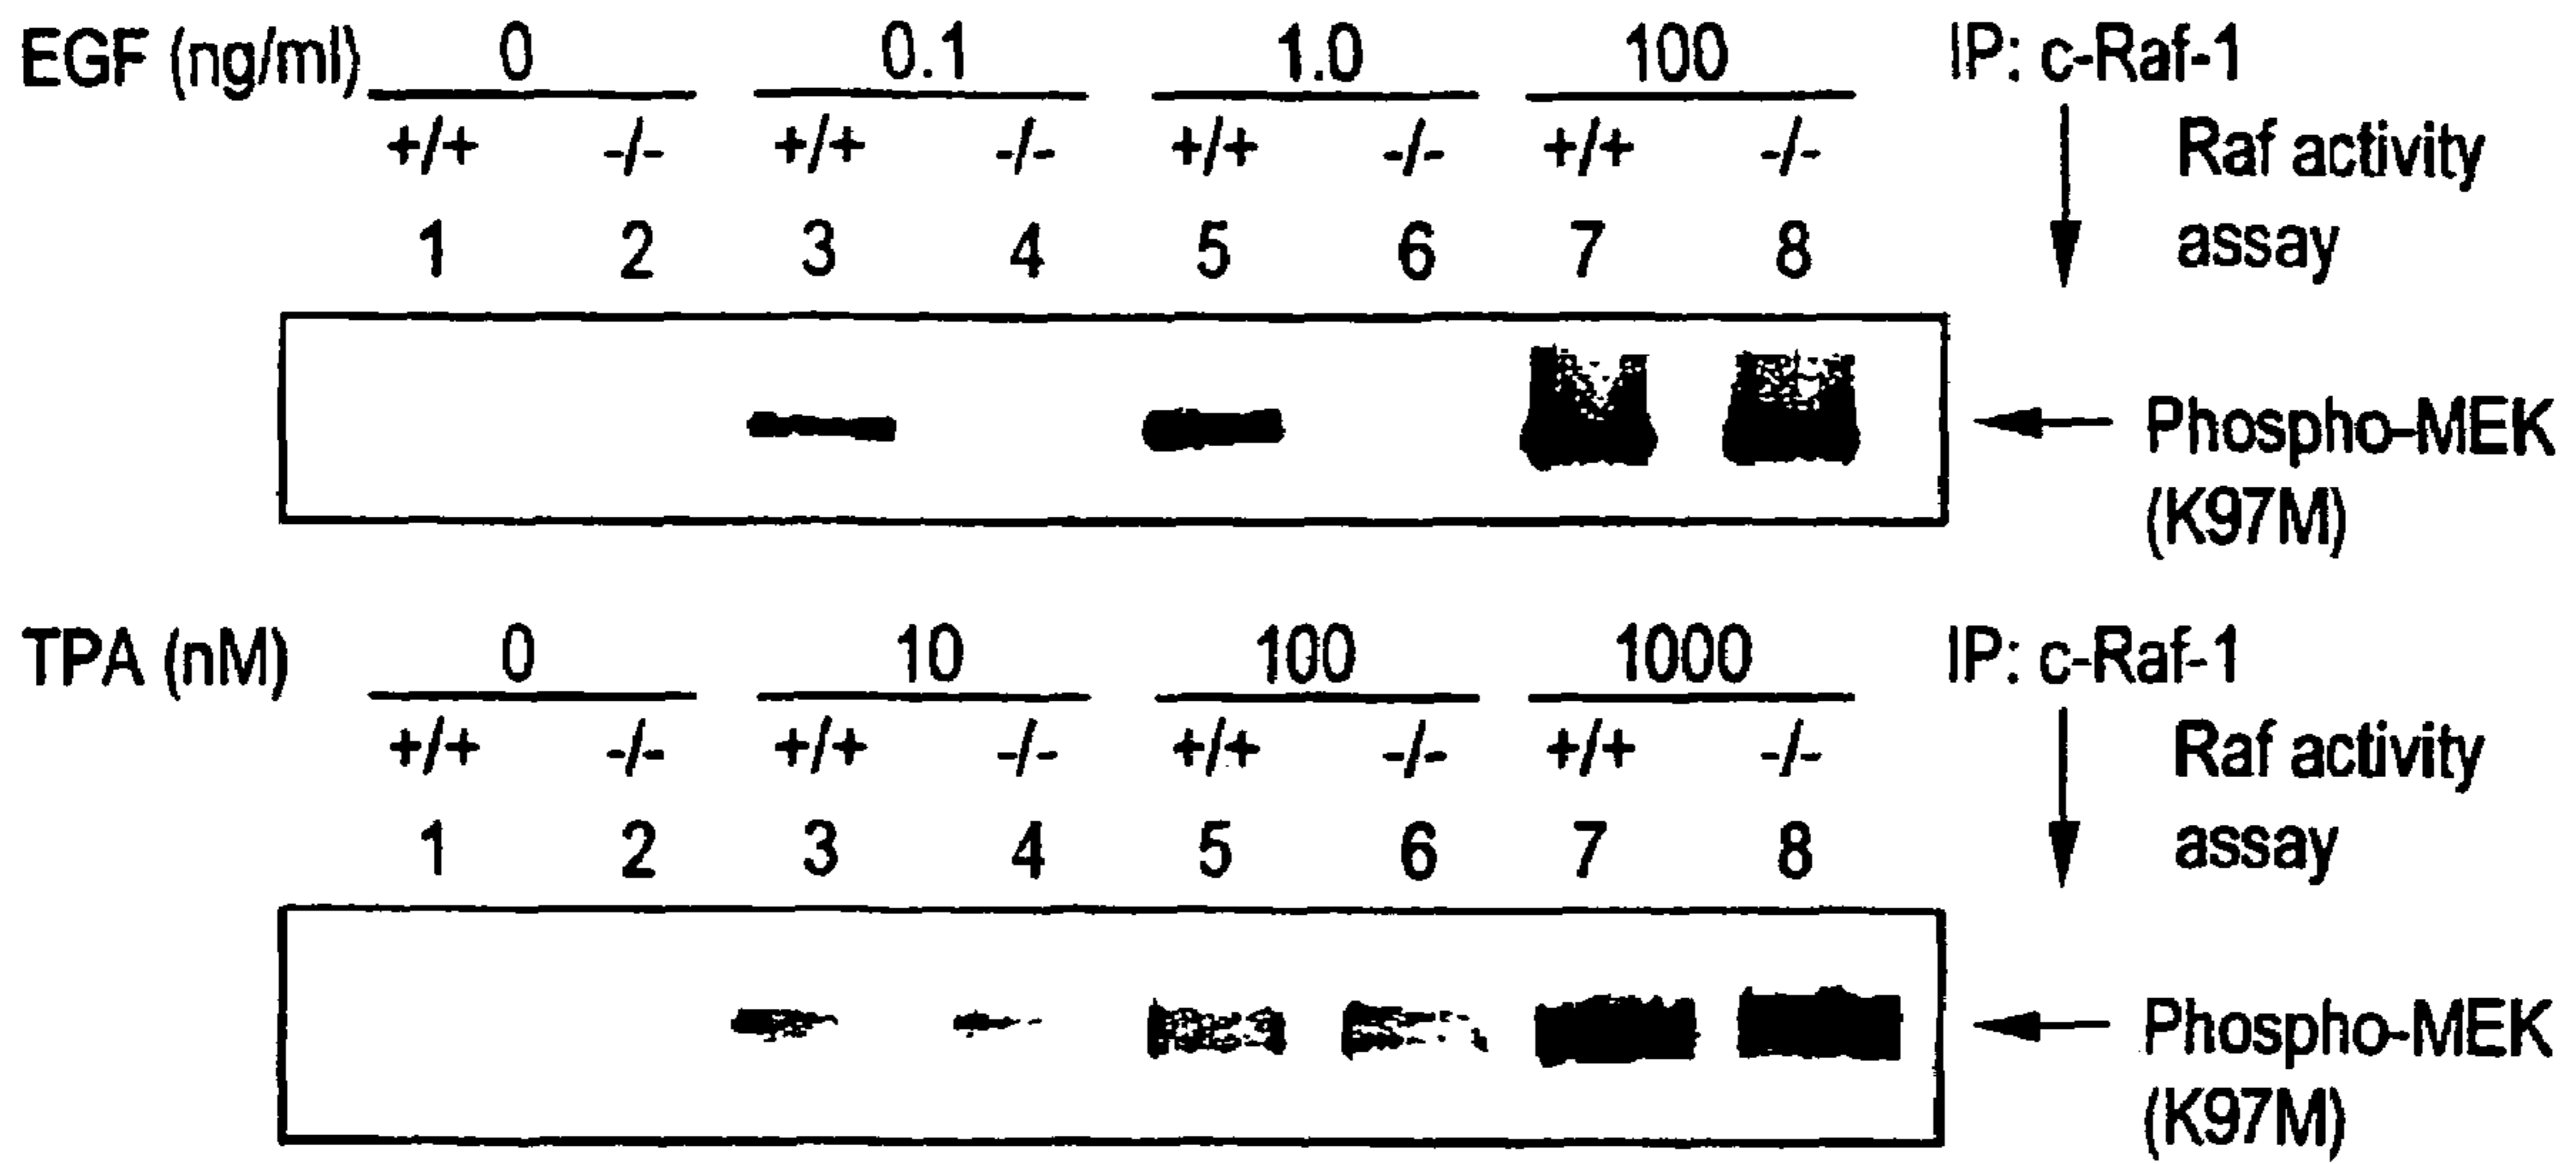 EGF (ng/ml) 0 0.1 1.0 100 IP: c-Raf-1
+/+ -/- +/+ -/- +/+ -/- +/+ -/- Raf activity
1 2 3 4 5 6 7 8 assay
Phospho-MEK
(K97M)
TPA (nM) 0 10 100 1000 IP: c-Raf-1
+/+ -/- +/+ -/- +/+ -/- +/+ -/- Raf activity
1 2 3 4 5 6 7 8 assay
Phospho-MEK
(K97M)